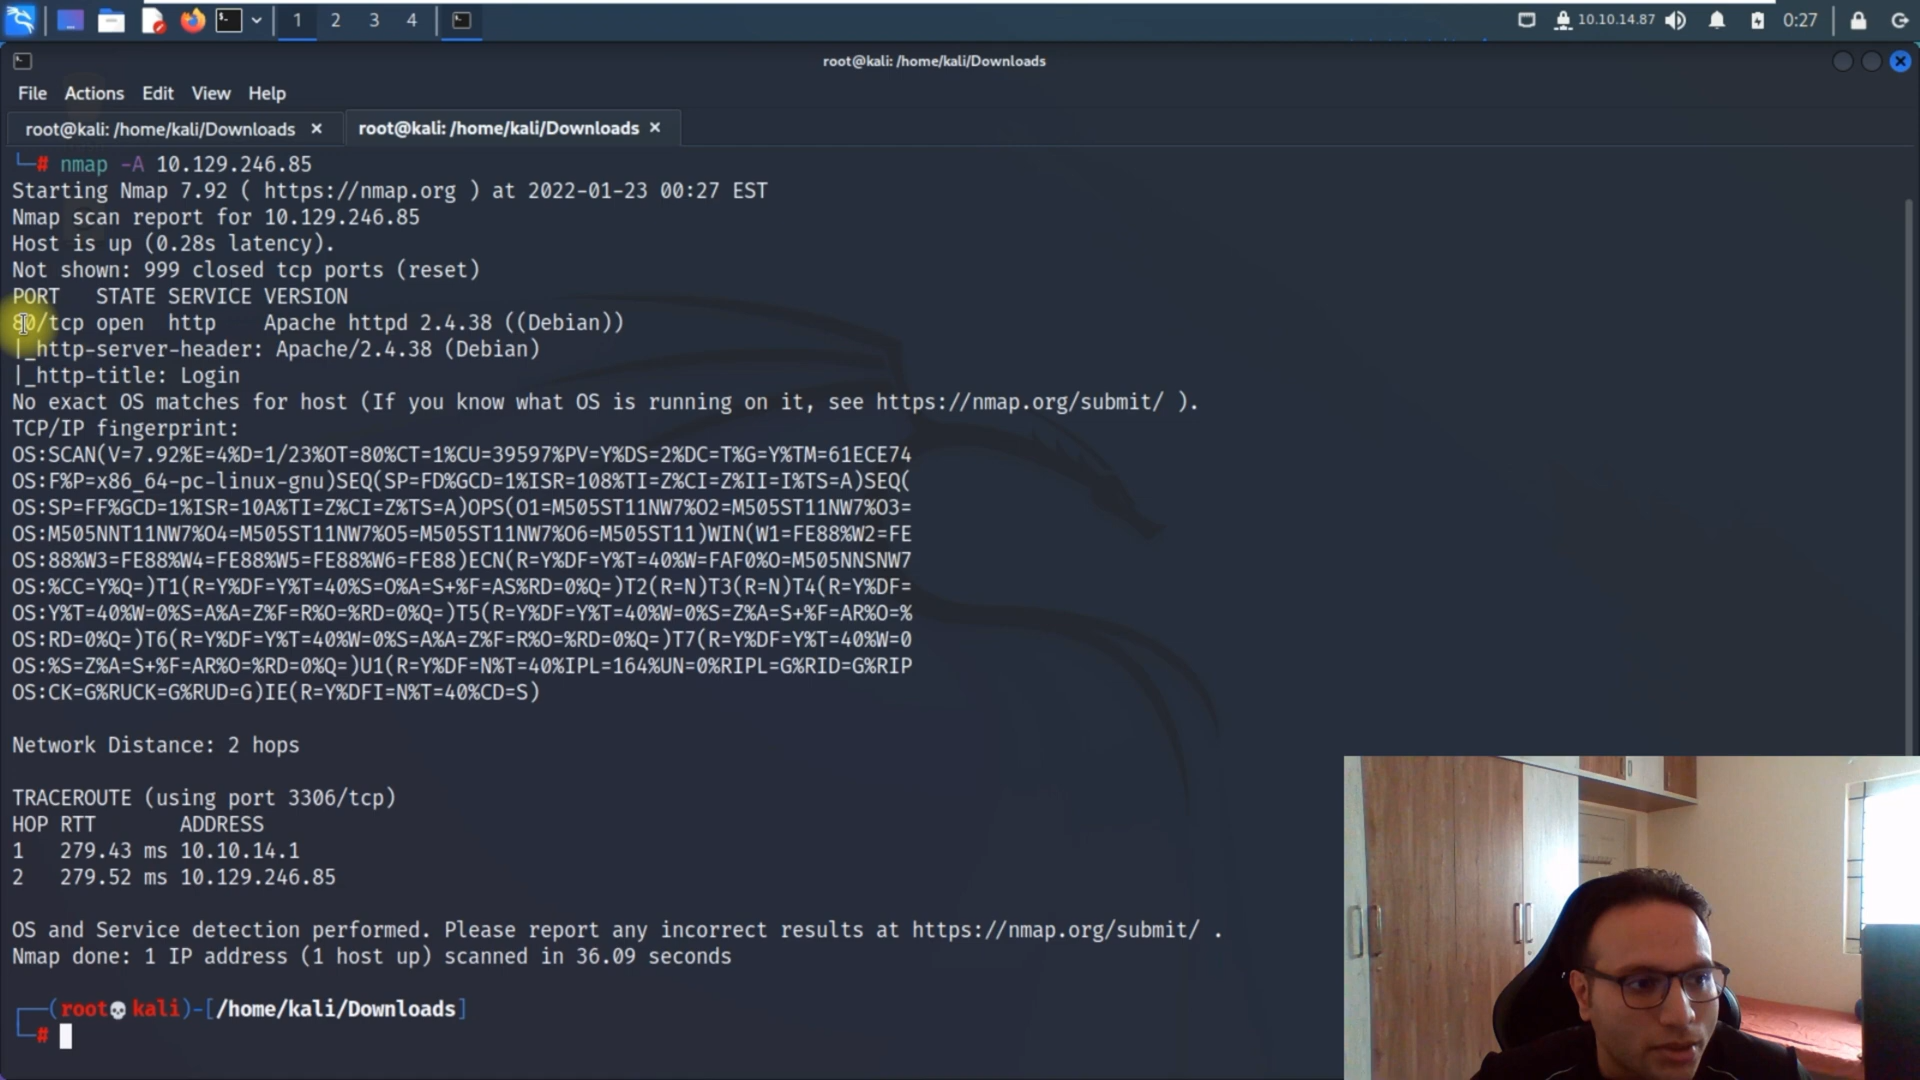 1 2 3 4 10.10.14.87 0:27
root@kali: /home/kali/Downloads
File Actions Edit View Help
root@kali: /home/kali/Downloads × root@kali: /home/kali/Downloads ×
└─# nmap -A 10.129.246.85
Starting Nmap 7.92 ( https://nmap.org ) at 2022-01-23 00:27 EST
Nmap scan report for 10.129.246.85
Host is up (0.28s latency).
Not shown: 999 closed tcp ports (reset)
PORT   STATE SERVICE VERSION
80/tcp open  http    Apache httpd 2.4.38 ((Debian))
|_http-server-header: Apache/2.4.38 (Debian)
|_http-title: Login
No exact OS matches for host (If you know what OS is running on it, see https://nmap.org/submit/ ).
TCP/IP fingerprint:
OS:SCAN(V=7.92%E=4%D=1/23%OT=80%CT=1%CU=39597%PV=Y%DS=2%DC=T%G=Y%TM=61ECE74
OS:F%P=x86_64-pc-linux-gnu)SEQ(SP=FD%GCD=1%ISR=108%TI=Z%CI=Z%II=I%TS=A)SEQ(
OS:SP=FF%GCD=1%ISR=10A%TI=Z%CI=Z%TS=A)OPS(O1=M505ST11NW7%O2=M505ST11NW7%O3=
OS:M505NNT11NW7%O4=M505ST11NW7%O5=M505ST11NW7%O6=M505ST11)WIN(W1=FE88%W2=FE
OS:88%W3=FE88%W4=FE88%W5=FE88%W6=FE88)ECN(R=Y%DF=Y%T=40%W=FAF0%O=M505NNSNW7
OS:%CC=Y%Q=)T1(R=Y%DF=Y%T=40%S=O%A=S+%F=AS%RD=0%Q=)T2(R=N)T3(R=N)T4(R=Y%DF=
OS:Y%T=40%W=0%S=A%A=Z%F=R%O=%RD=0%Q=)T5(R=Y%DF=Y%T=40%W=0%S=Z%A=S+%F=AR%O=%
OS:RD=0%Q=)T6(R=Y%DF=Y%T=40%W=0%S=A%A=Z%F=R%O=%RD=0%Q=)T7(R=Y%DF=Y%T=40%W=0
OS:%S=Z%A=S+%F=AR%O=%RD=0%Q=)U1(R=Y%DF=N%T=40%IPL=164%UN=0%RIPL=G%RID=G%RIP
OS:CK=G%RUCK=G%RUD=G)IE(R=Y%DFI=N%T=40%CD=S)
Network Distance: 2 hops
TRACEROUTE (using port 3306/tcp)
HOP RTT       ADDRESS
1   279.43 ms 10.10.14.1
2   279.52 ms 10.129.246.85
OS and Service detection performed. Please report any incorrect results at https://nmap.org/submit/ .
Nmap done: 1 IP address (1 host up) scanned in 36.09 seconds
┌──(root💀kali)-[/home/kali/Downloads]
└─#